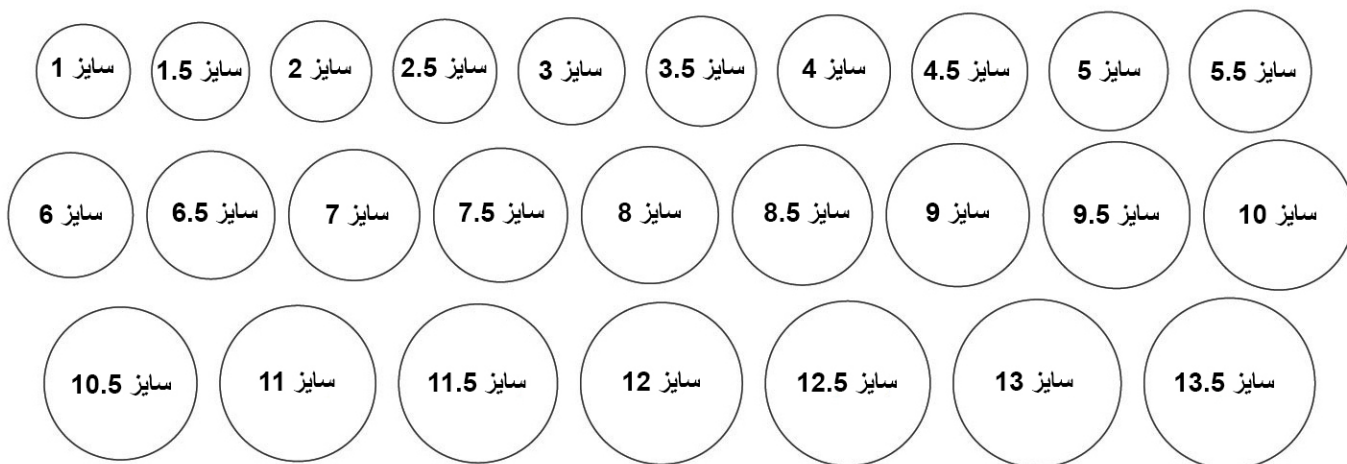 سایز 1 سایز 1.5 سایز 2 سایز 2.5 سایز 3 سایز 3.5 سایز 4 سایز 4.5 سایز 5 سایز 5.5
سایز 6 سایز 6.5 سایز 7 سایز 7.5 سایز 8 سایز 8.5 سایز 9 سایز 9.5 سایز 10
سایز 10.5 سایز 11 سایز 11.5 سایز 12 سایز 12.5 سایز 13 سایز 13.5